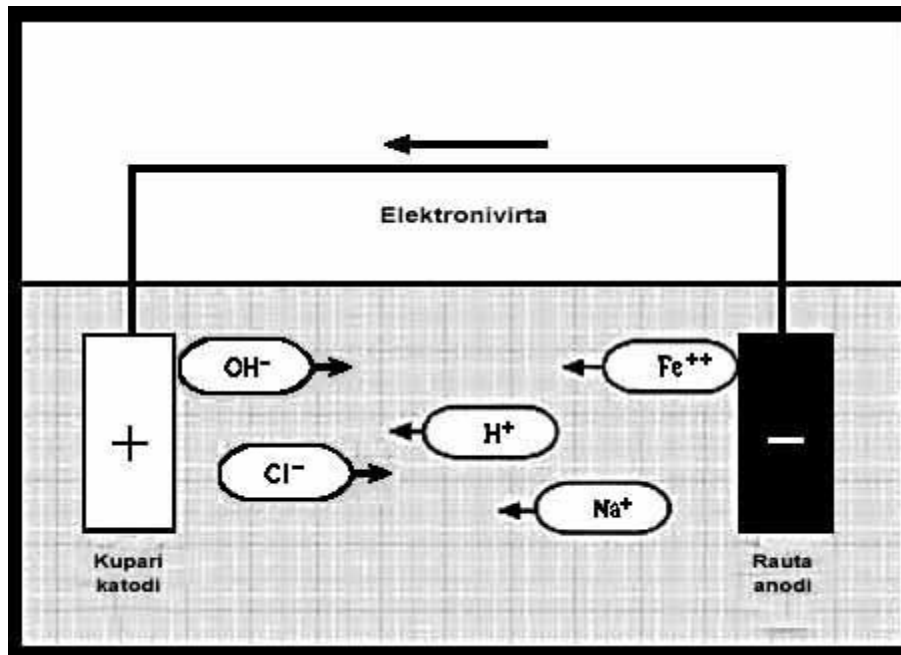 Elektronivirta
OH⁻
Fe⁺⁺
H⁺
+
−
Cl⁻
Na⁺
Kupari
katodi
Rauta
anodi